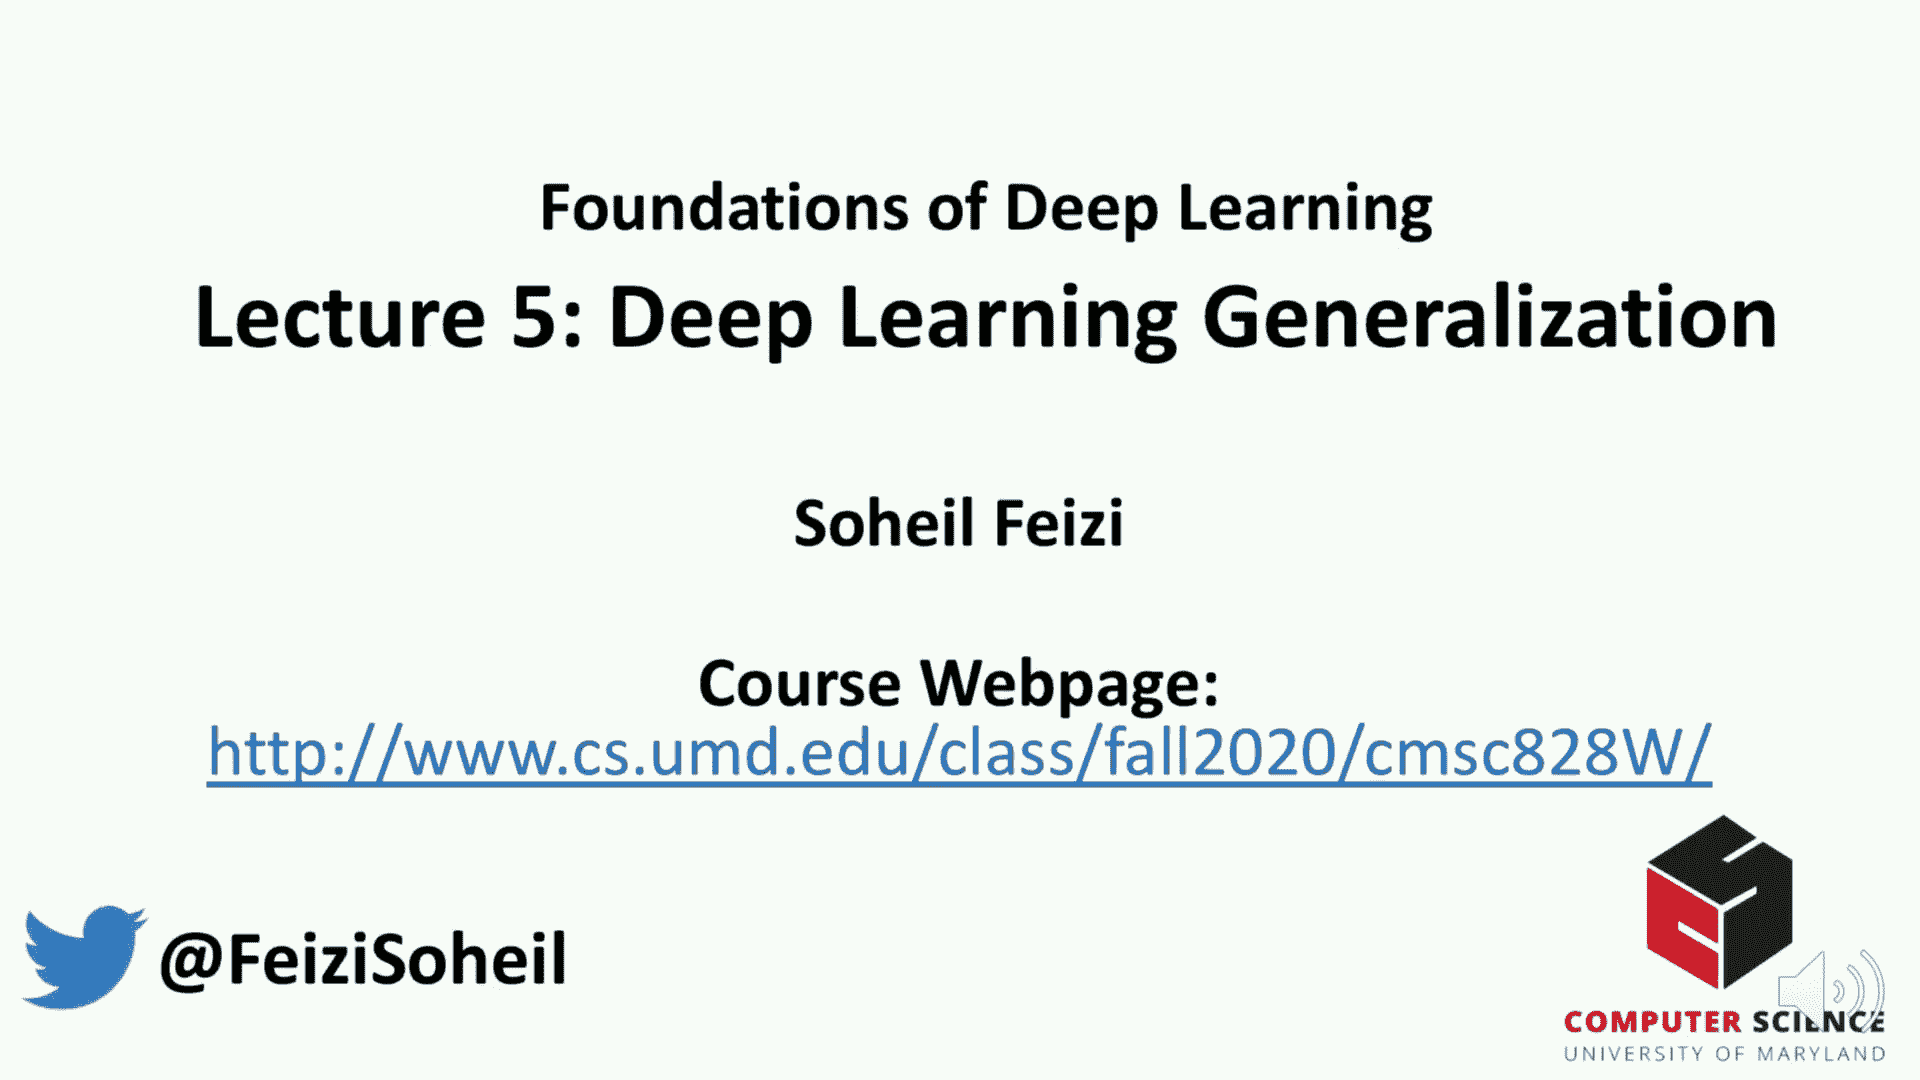 Foundations of Deep Learning
Lecture 5: Deep Learning Generalization
Soheil Feizi
Course Webpage:
http://www.cs.umd.edu/class/fall2020/cmsc828W/
@FeiziSoheil
COMPUTER SCIENCE
UNIVERSITY OF MARYLAND